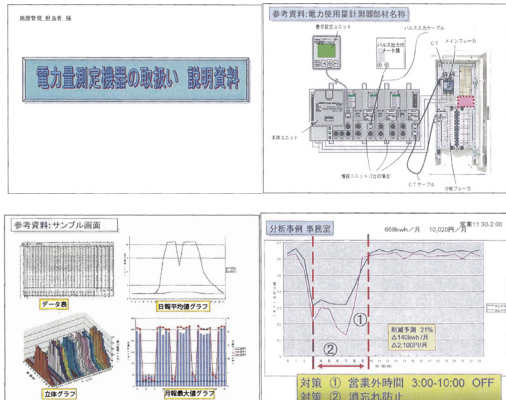 施設管理 担当者 様
電力量測定機器の取扱い 説明資料
参考資料:電力使用量計測器部材名称
表示設定ユニット
パルス入力ケーブル
パルス出力付
メータ器
CT
メインブレーカ
本体ユニット
CTケーブル
分岐ブレーカ
参考資料:サンプル画面
データ表
日報平均値グラフ
立体グラフ
月報最大値グラフ
分析事例 事務室
668kwh/月 10,020円/月
営業11:30-2:00
①
②
削減予測 21%
△140kwh/月
△2,100円/月
対策 ① 営業外時間 3:00-10:00 OFF
対策 ② 消忘れ防止